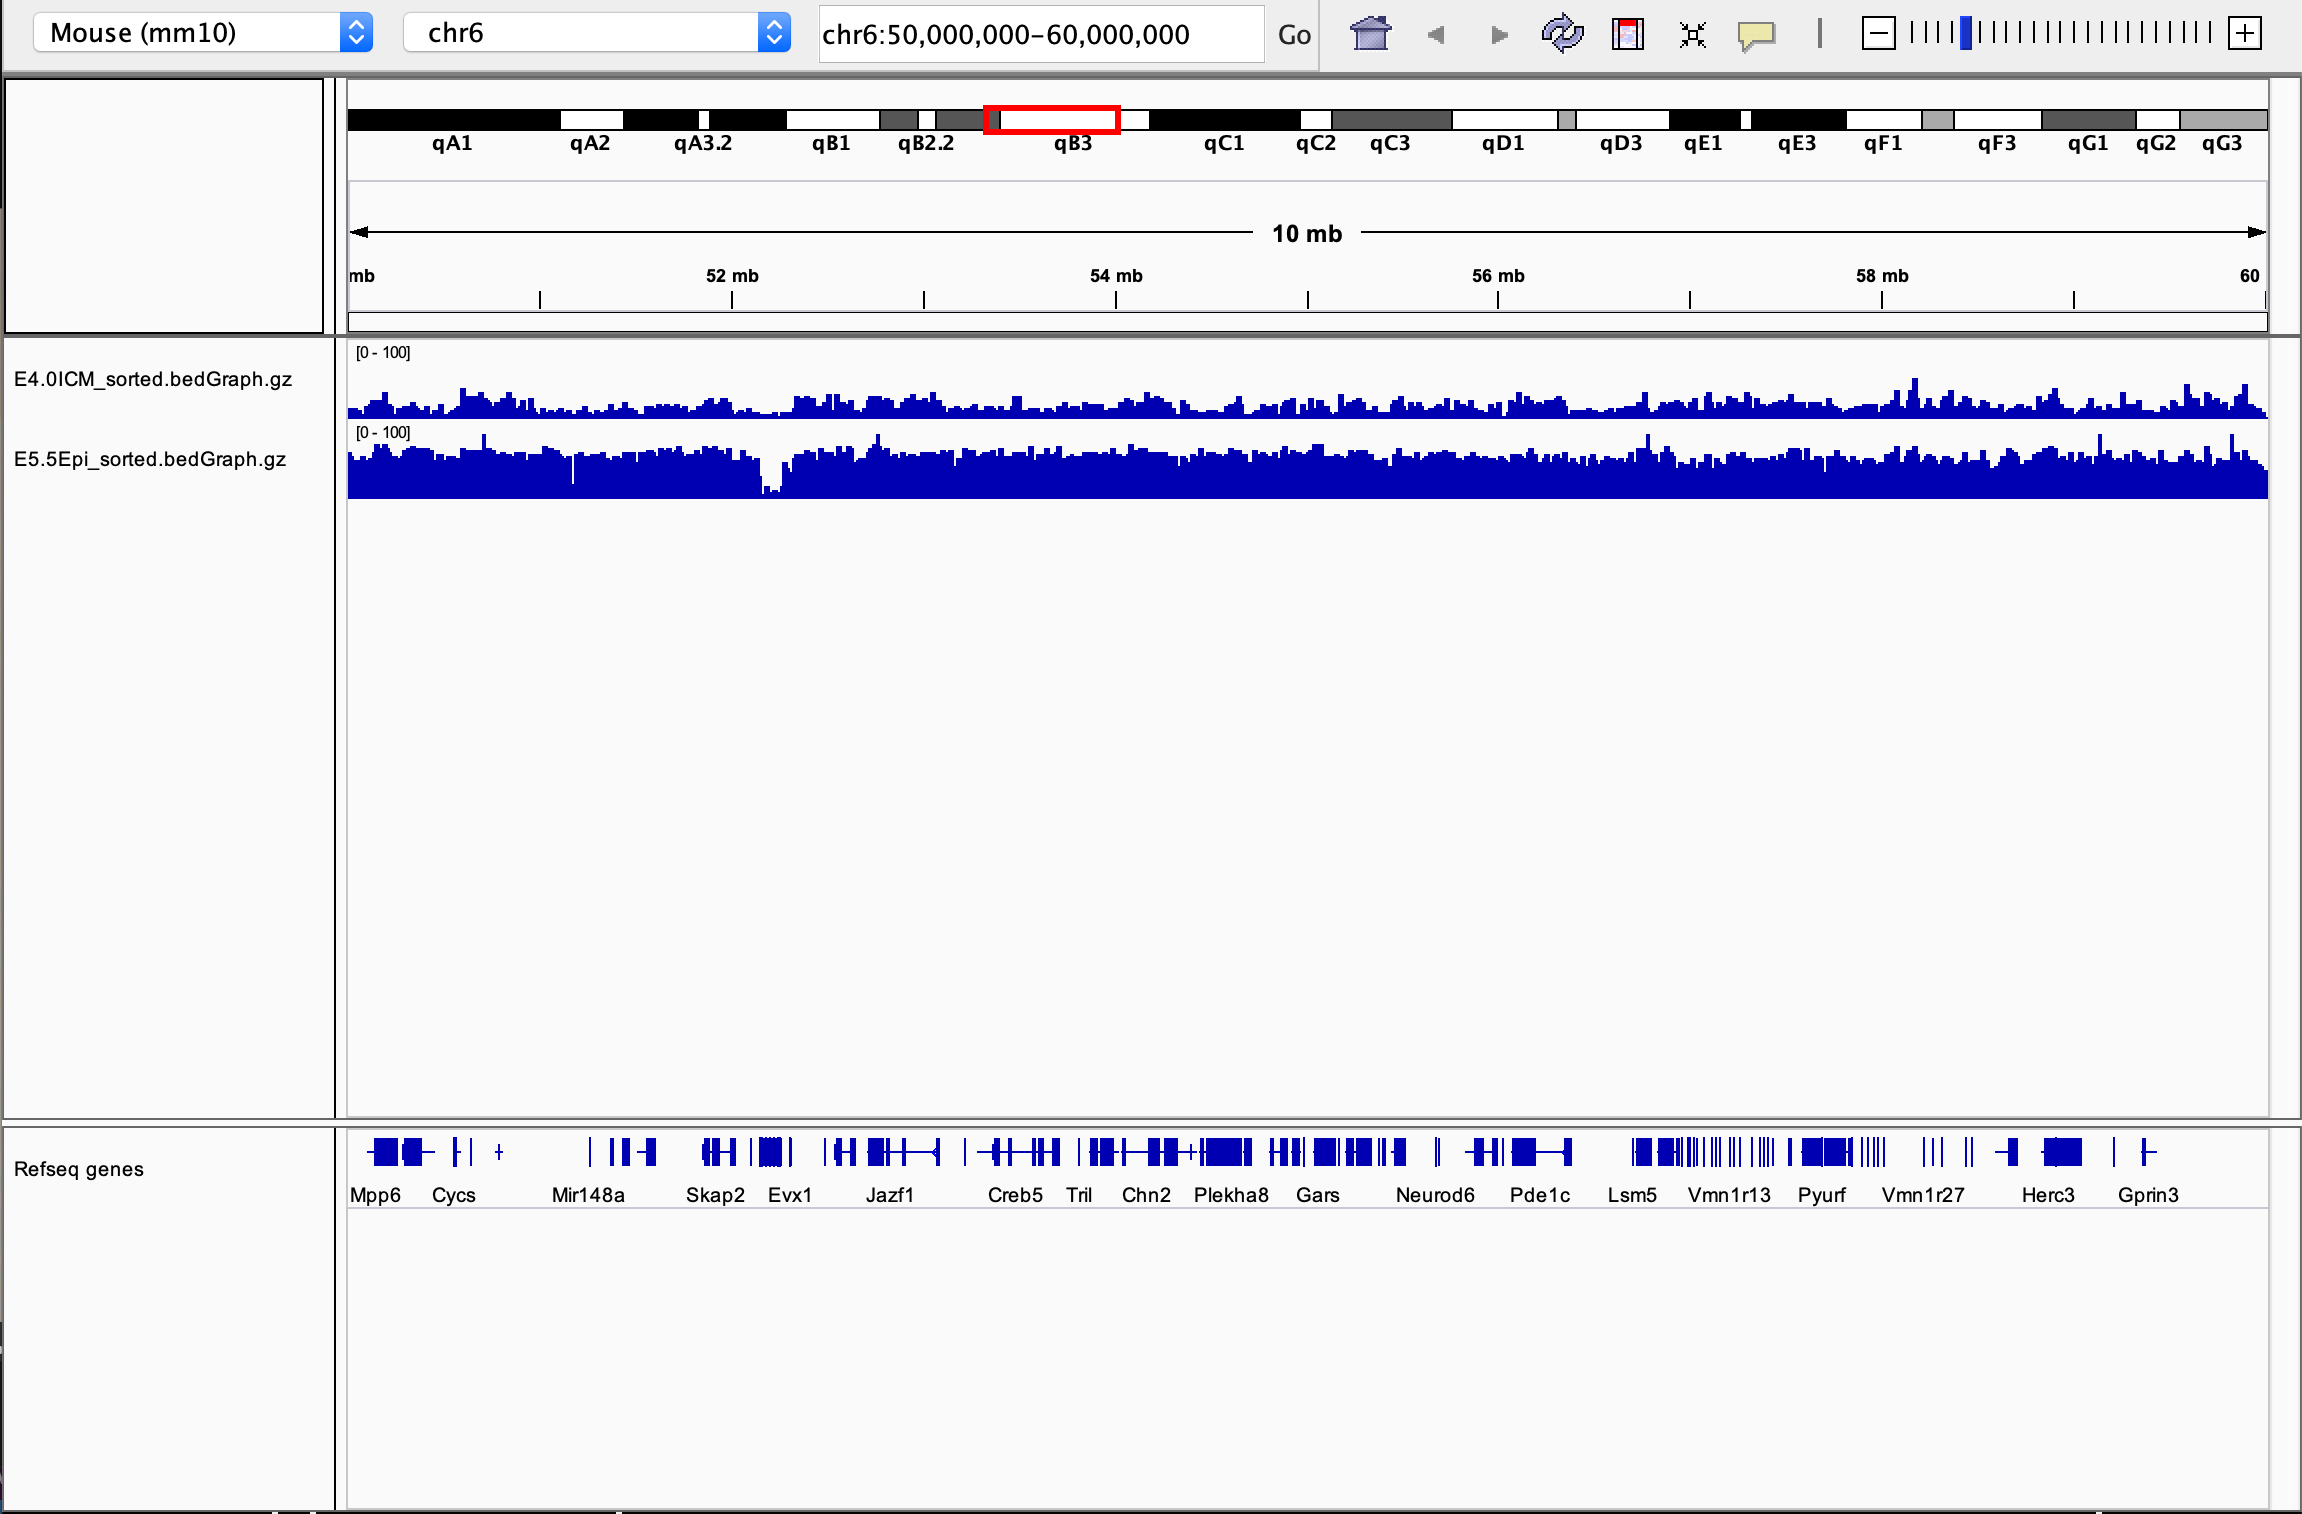 Mouse (mm10) chr6 chr6:50,000,000-60,000,000 Go
qA1 qA2 qA3.2 qB1 qB2.2 qB3 qC1 qC2 qC3 qD1 qD3 qE1 qE3 qF1 qF3 qG1 qG2 qG3
10 mb
mb 52 mb 54 mb 56 mb 58 mb 60
[0 - 100]
E4.0ICM_sorted.bedGraph.gz
[0 - 100]
E5.5Epi_sorted.bedGraph.gz
Refseq genes
Mpp6 Cycs Mir148a Skap2 Evx1 Jazf1 Creb5 Tril Chn2 Plekha8 Gars Neurod6 Pde1c Lsm5 Vmn1r13 Pyurf Vmn1r27 Herc3 Gprin3